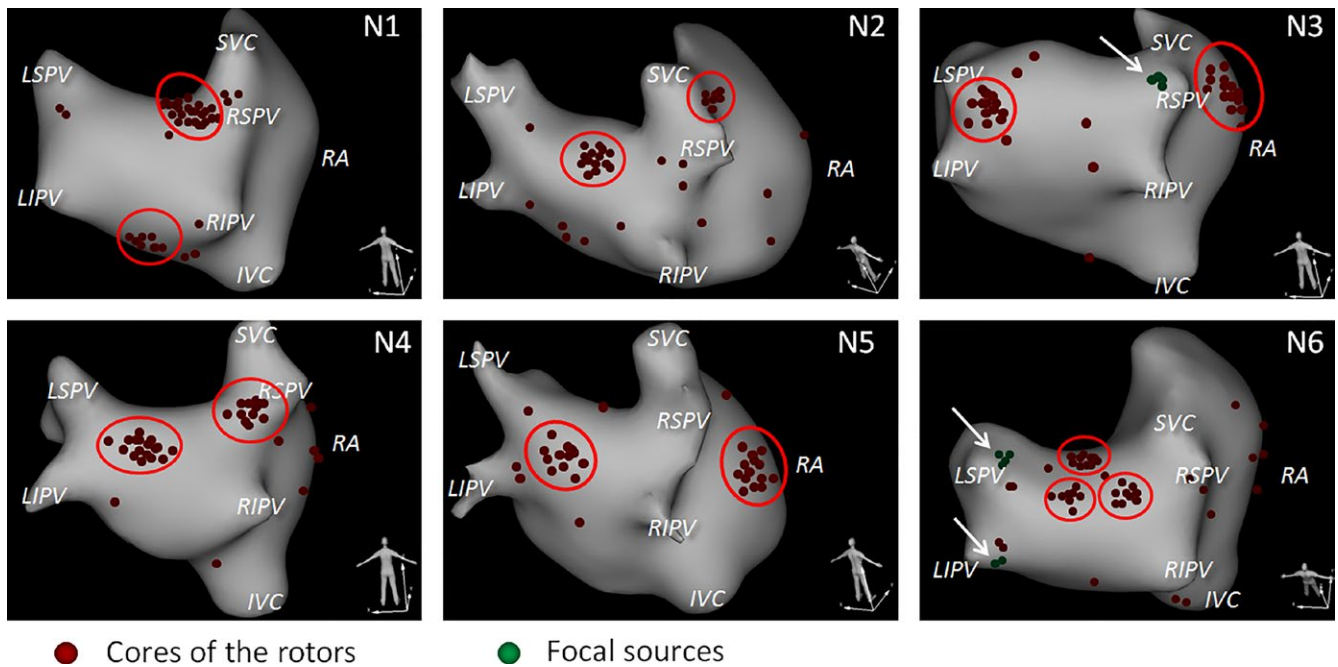 N1
SVC
LSPV
RSPV
RA
LIPV
RIPV
IVC
N2
SVC
LSPV
RSPV
RA
LIPV
RIPV
N3
SVC
LSPV
RSPV
RA
LIPV
RIPV
IVC
N4
SVC
LSPV
RSPV
RA
LIPV
RIPV
IVC
N5
SVC
LSPV
RSPV
RA
LIPV
RIPV
IVC
N6
SVC
LSPV
RSPV
RA
LIPV
RIPV
IVC
Cores of the rotors
Focal sources